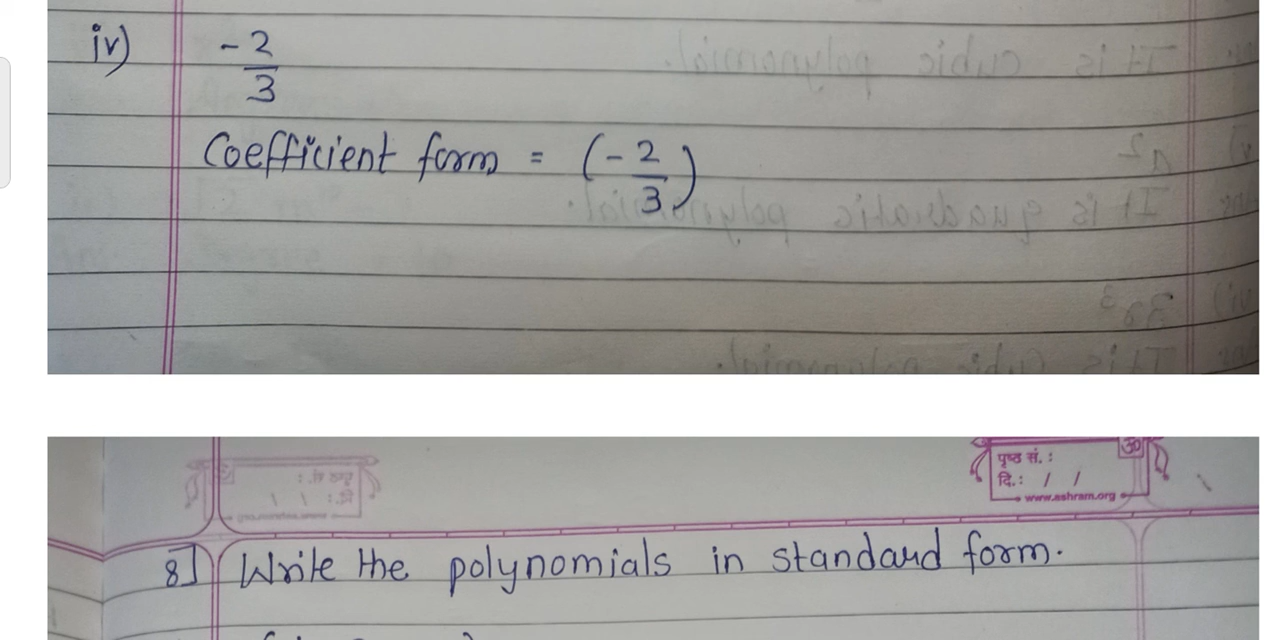 iv) - 2/3
Coefficient form = (- 2/3)
पृष्ठ सं. :
दि.: / /
www.ashram.org
8] Write the polynomials in standard form.